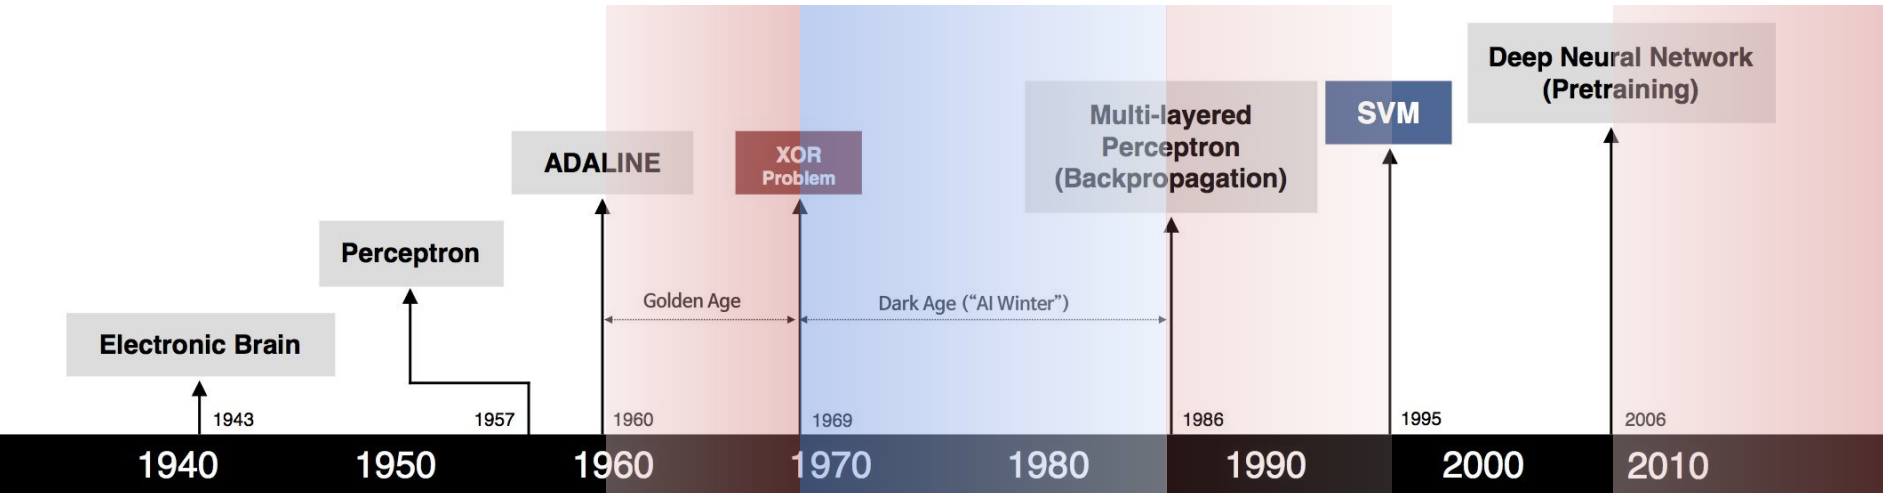 Electronic Brain
1943
Perceptron
1957
ADALINE
1960
Golden Age
XOR
Problem
1969
Dark Age (“AI Winter”)
Multi-layered
Perceptron
(Backpropagation)
1986
SVM
1995
Deep Neural Network
(Pretraining)
2006
1940 1950 1960 1970 1980 1990 2000 2010